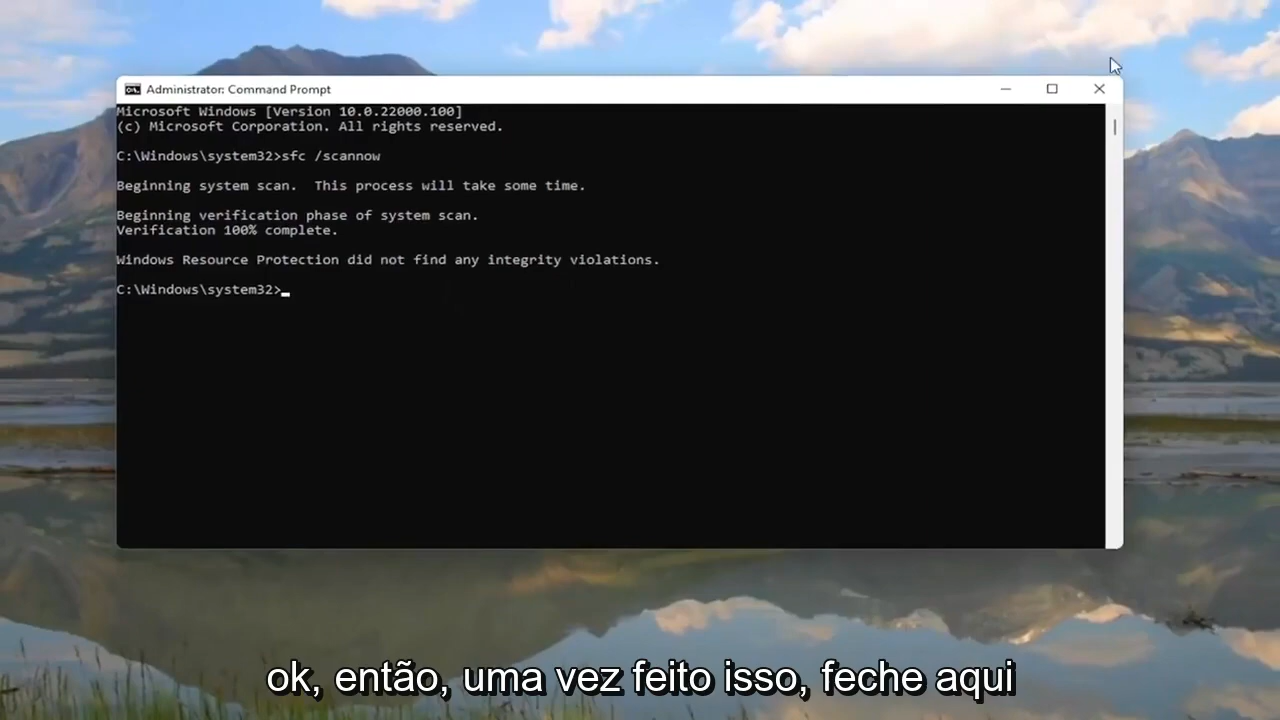 Administrator: Command Prompt
Microsoft Windows [Version 10.0.22000.100]
(c) Microsoft Corporation. All rights reserved.
C:\Windows\system32>sfc /scannow
Beginning system scan.  This process will take some time.
Beginning verification phase of system scan.
Verification 100% complete.
Windows Resource Protection did not find any integrity violations.
C:\Windows\system32>
ok, então, uma vez feito isso, feche aqui